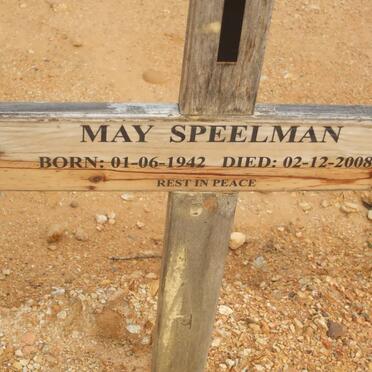 MAY SPEELMAN
BORN: 01-06-1942 DIED: 02-12-2008
REST IN PEACE